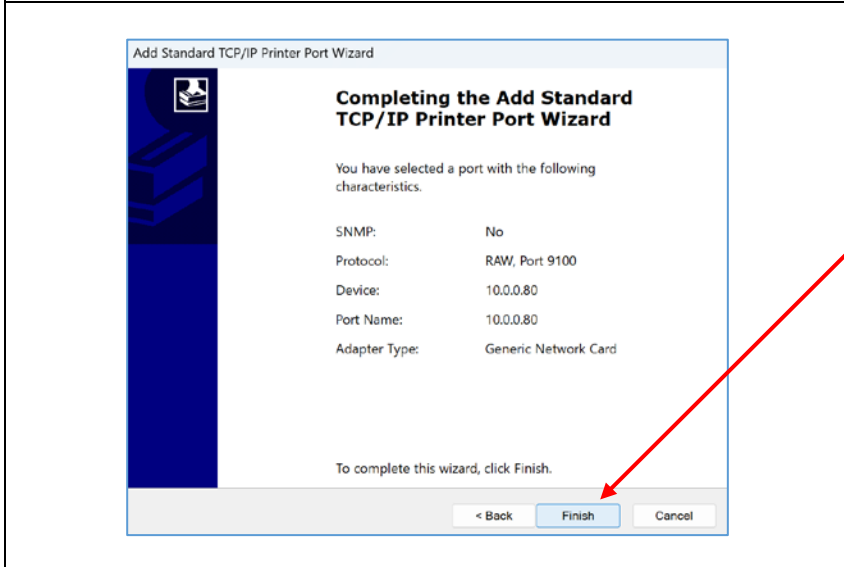 Add Standard TCP/IP Printer Port Wizard
Completing the Add Standard
TCP/IP Printer Port Wizard
You have selected a port with the following
characteristics.
SNMP: No
Protocol: RAW, Port 9100
Device: 10.0.0.80
Port Name: 10.0.0.80
Adapter Type: Generic Network Card
To complete this wizard, click Finish.
< Back Finish Cancel